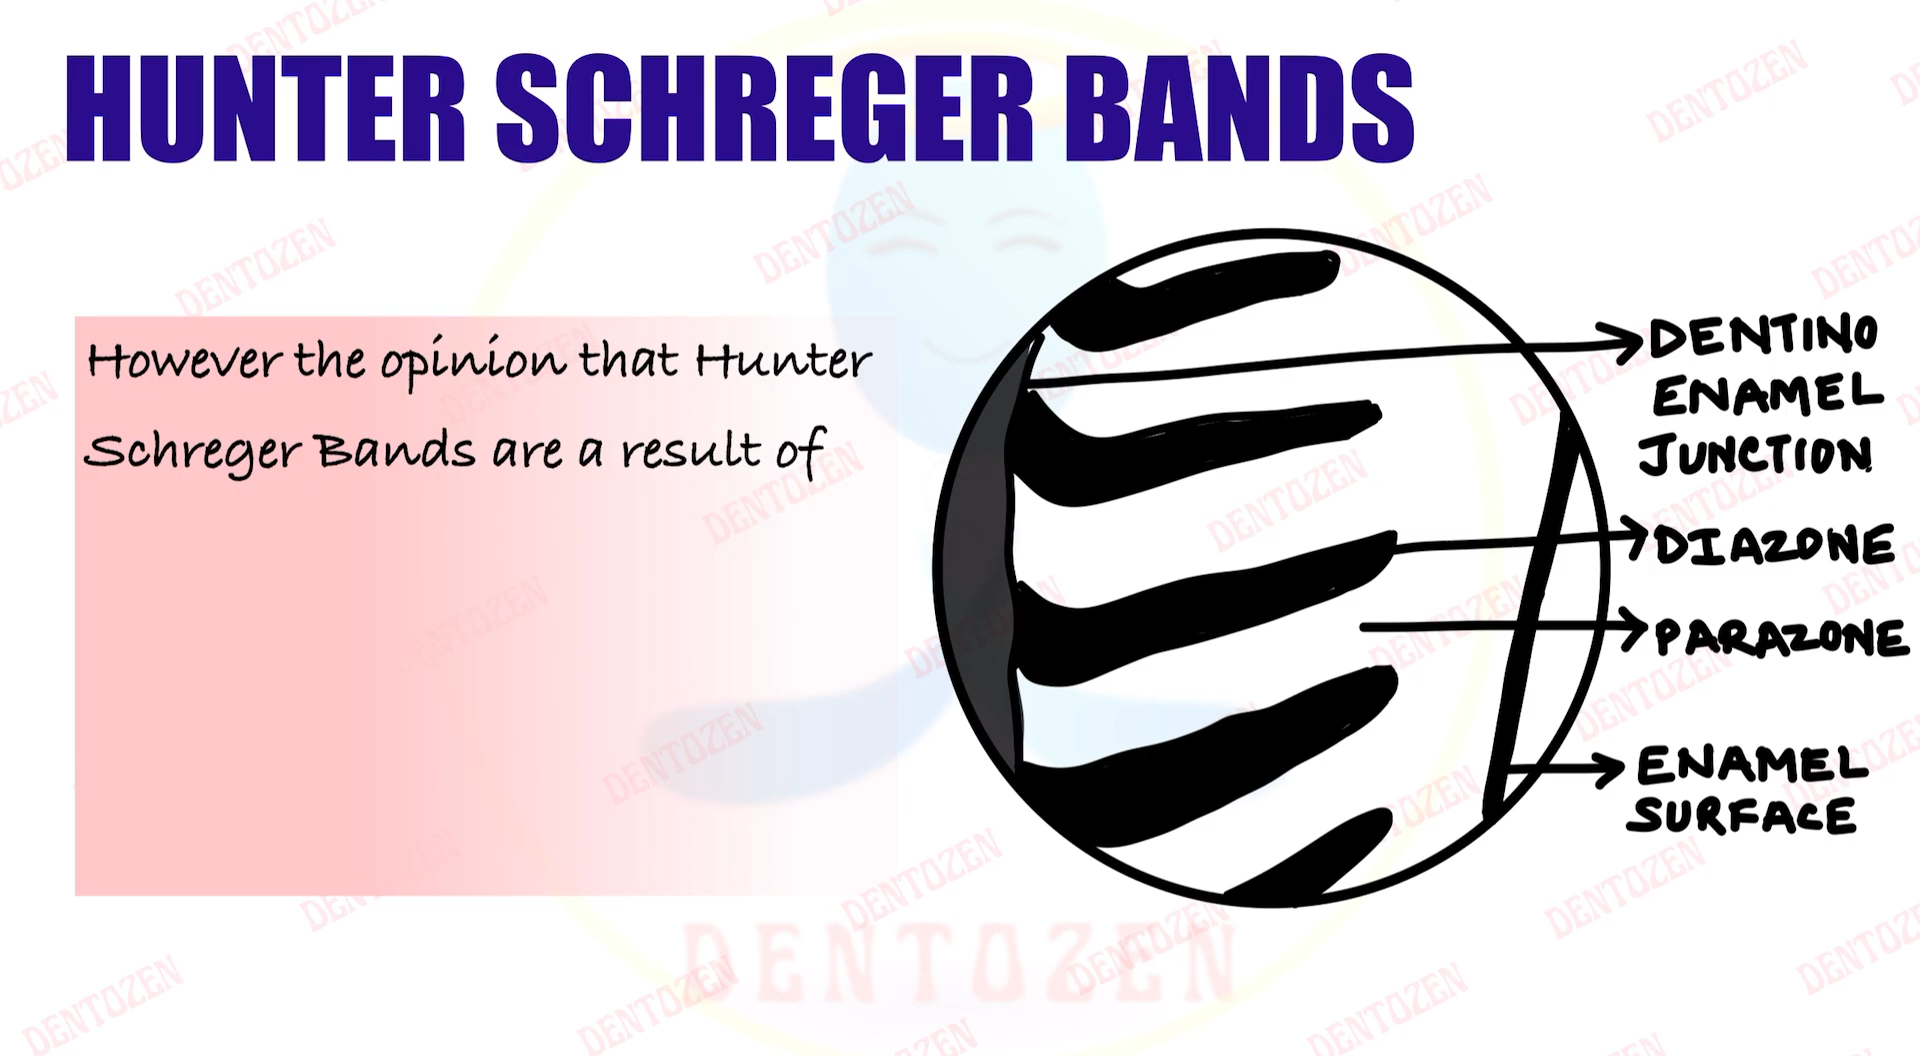 HUNTER SCHREGER BANDS
However the opinion that Hunter
Schreger Bands are a result of
DENTINO
ENAMEL
JUNCTION
DIAZONE
PARAZONE
ENAMEL
SURFACE
DENTOZEN